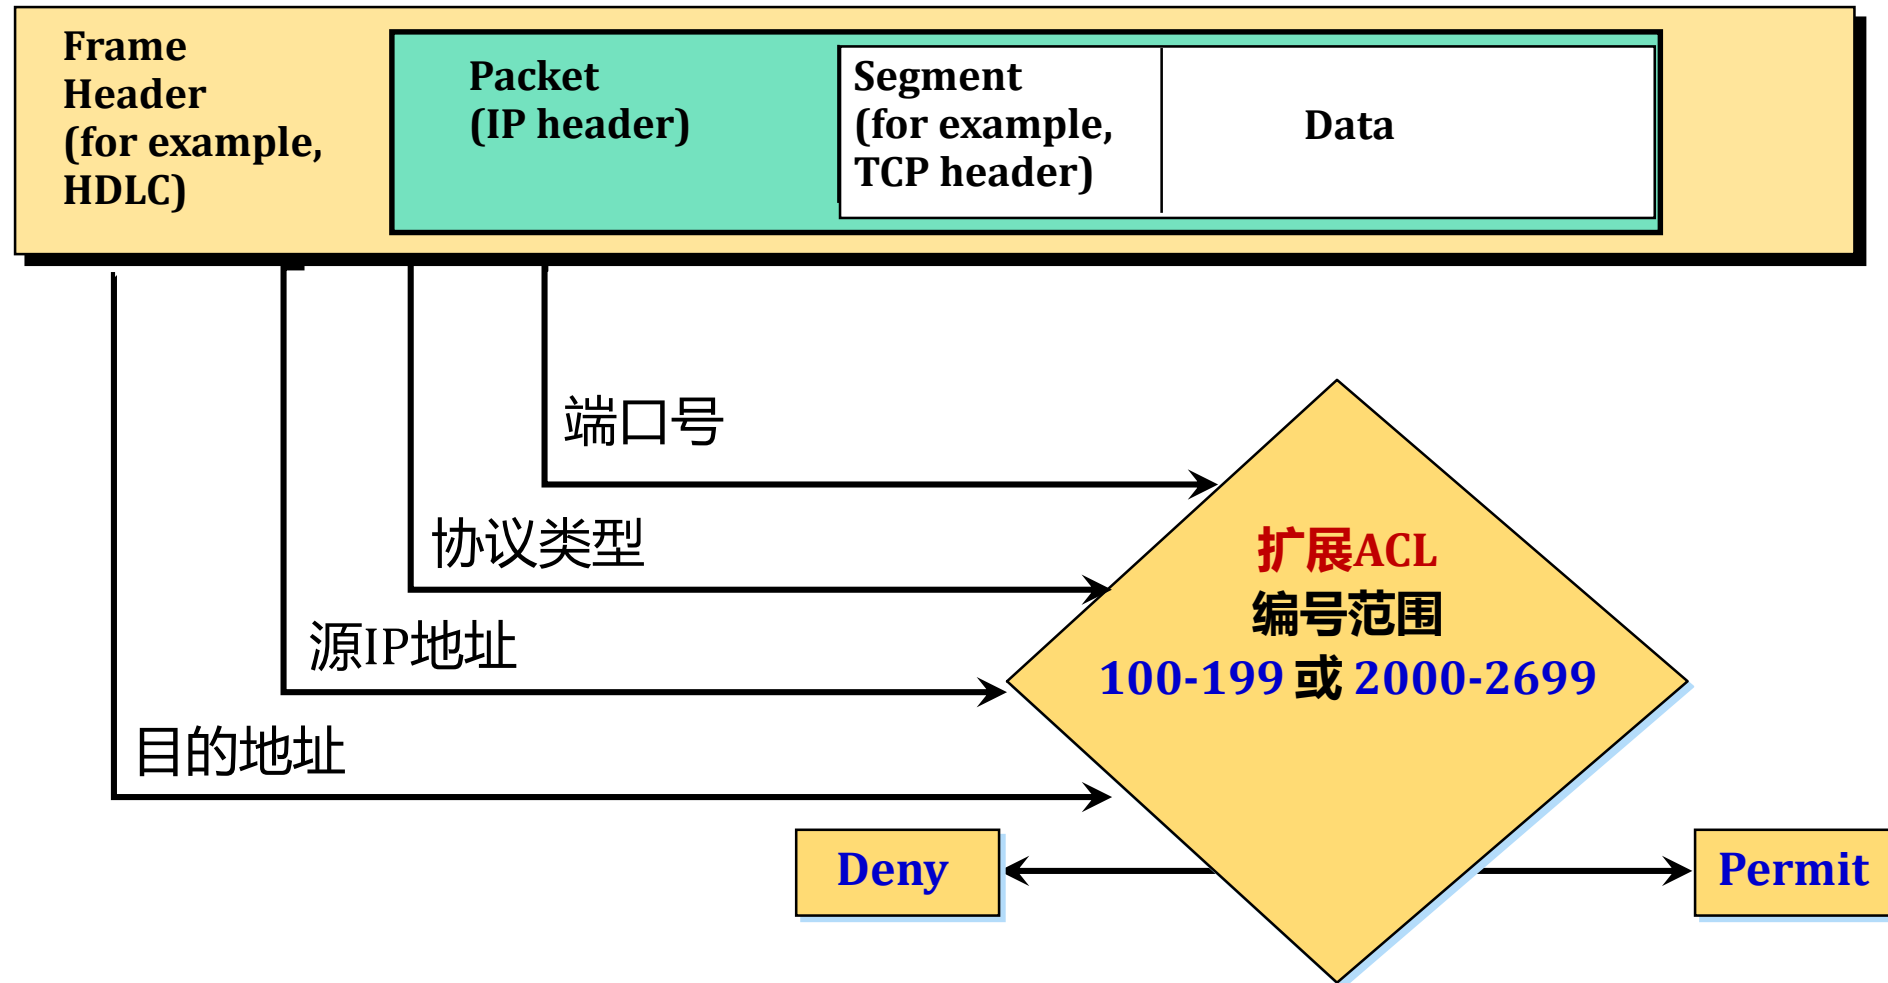 Frame
Header
(for example,
HDLC)
Packet
(IP header)
Segment
(for example,
TCP header)
Data
端口号
协议类型
源IP地址
目的地址
扩展ACL
编号范围
100-199 或 2000-2699
Deny
Permit